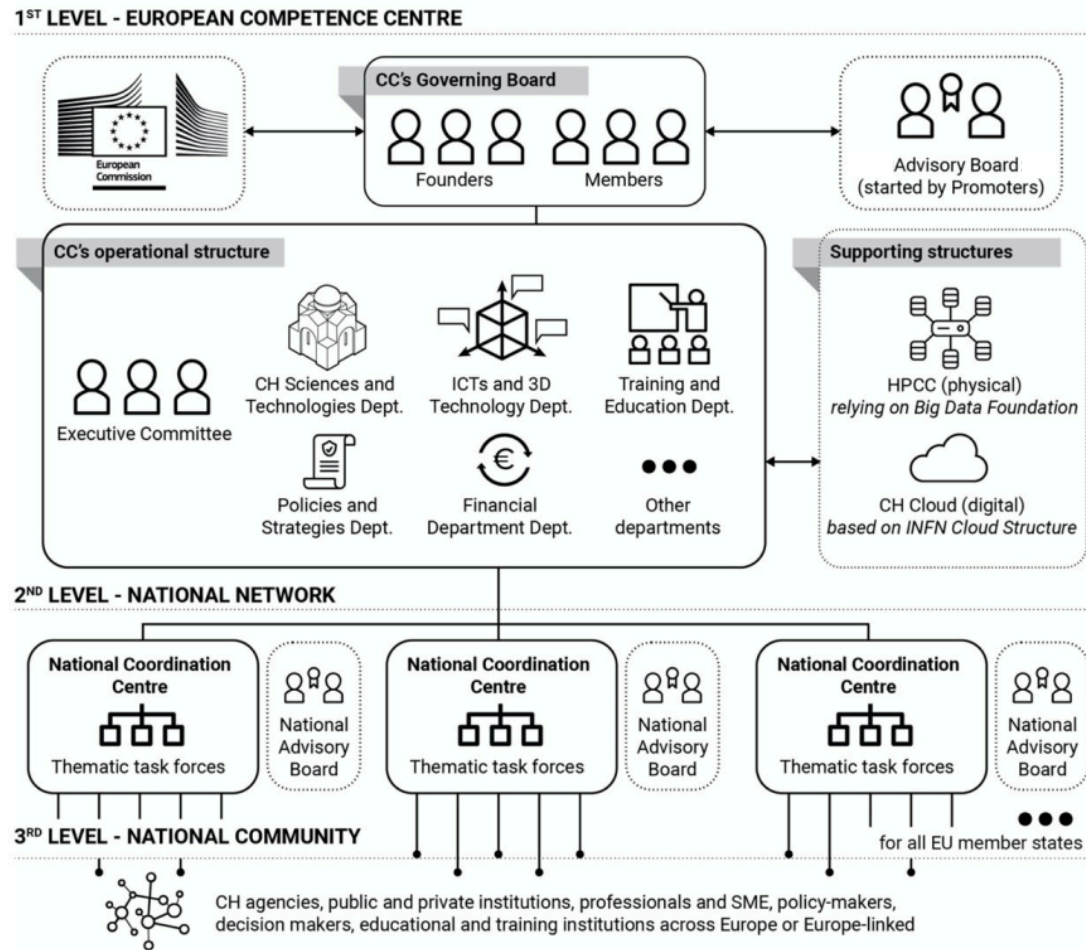 1ST LEVEL - EUROPEAN COMPETENCE CENTRE
European
Commission
CC's Governing Board
Founders
Members
Advisory Board
(started by Promoters)
CC's operational structure
Executive Committee
CH Sciences and
Technologies Dept.
ICTs and 3D
Technology Dept.
Training and
Education Dept.
Policies and
Strategies Dept.
Financial
Department Dept.
Other
departments
Supporting structures
HPCC (physical)
relying on Big Data Foundation
CH Cloud (digital)
based on INFN Cloud Structure
2ND LEVEL - NATIONAL NETWORK
National Coordination
Centre
Thematic task forces
National
Advisory
Board
National Coordination
Centre
Thematic task forces
National
Advisory
Board
National Coordination
Centre
Thematic task forces
National
Advisory
Board
3RD LEVEL - NATIONAL COMMUNITY
for all EU member states
CH agencies, public and private institutions, professionals and SME, policy-makers,
decision makers, educational and training institutions across Europe or Europe-linked